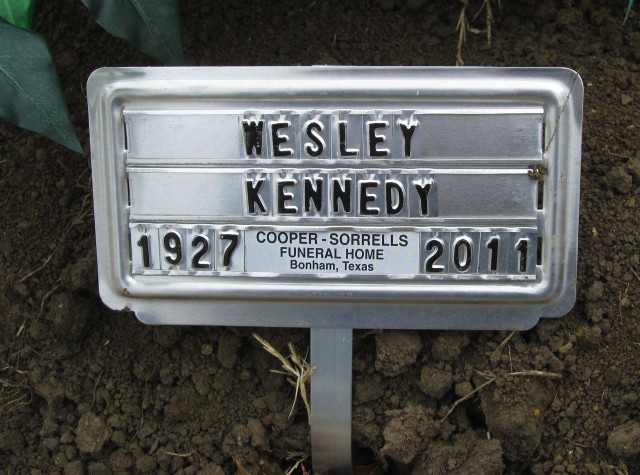 WESLEY
KENNEDY
1927 COOPER - SORRELLS FUNERAL HOME Bonham, Texas 2011